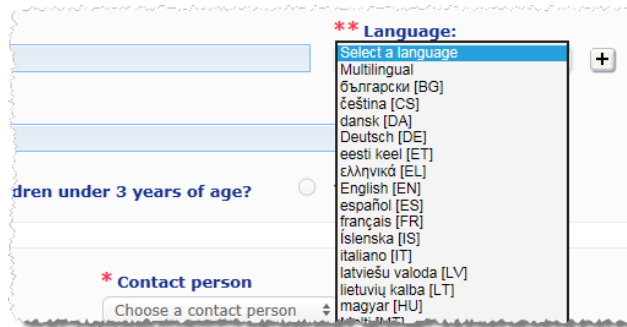 ** Language:
Select a language
Multilingual
български [BG]
čeština [CS]
dansk [DA]
Deutsch [DE]
eesti keel [ET]
ελληνικά [EL]
English [EN]
español [ES]
français [FR]
Íslenska [IS]
italiano [IT]
latviešu valoda [LV]
lietuvių kalba [LT]
magyar [HU]
+
dren under 3 years of age?
* Contact person
Choose a contact person